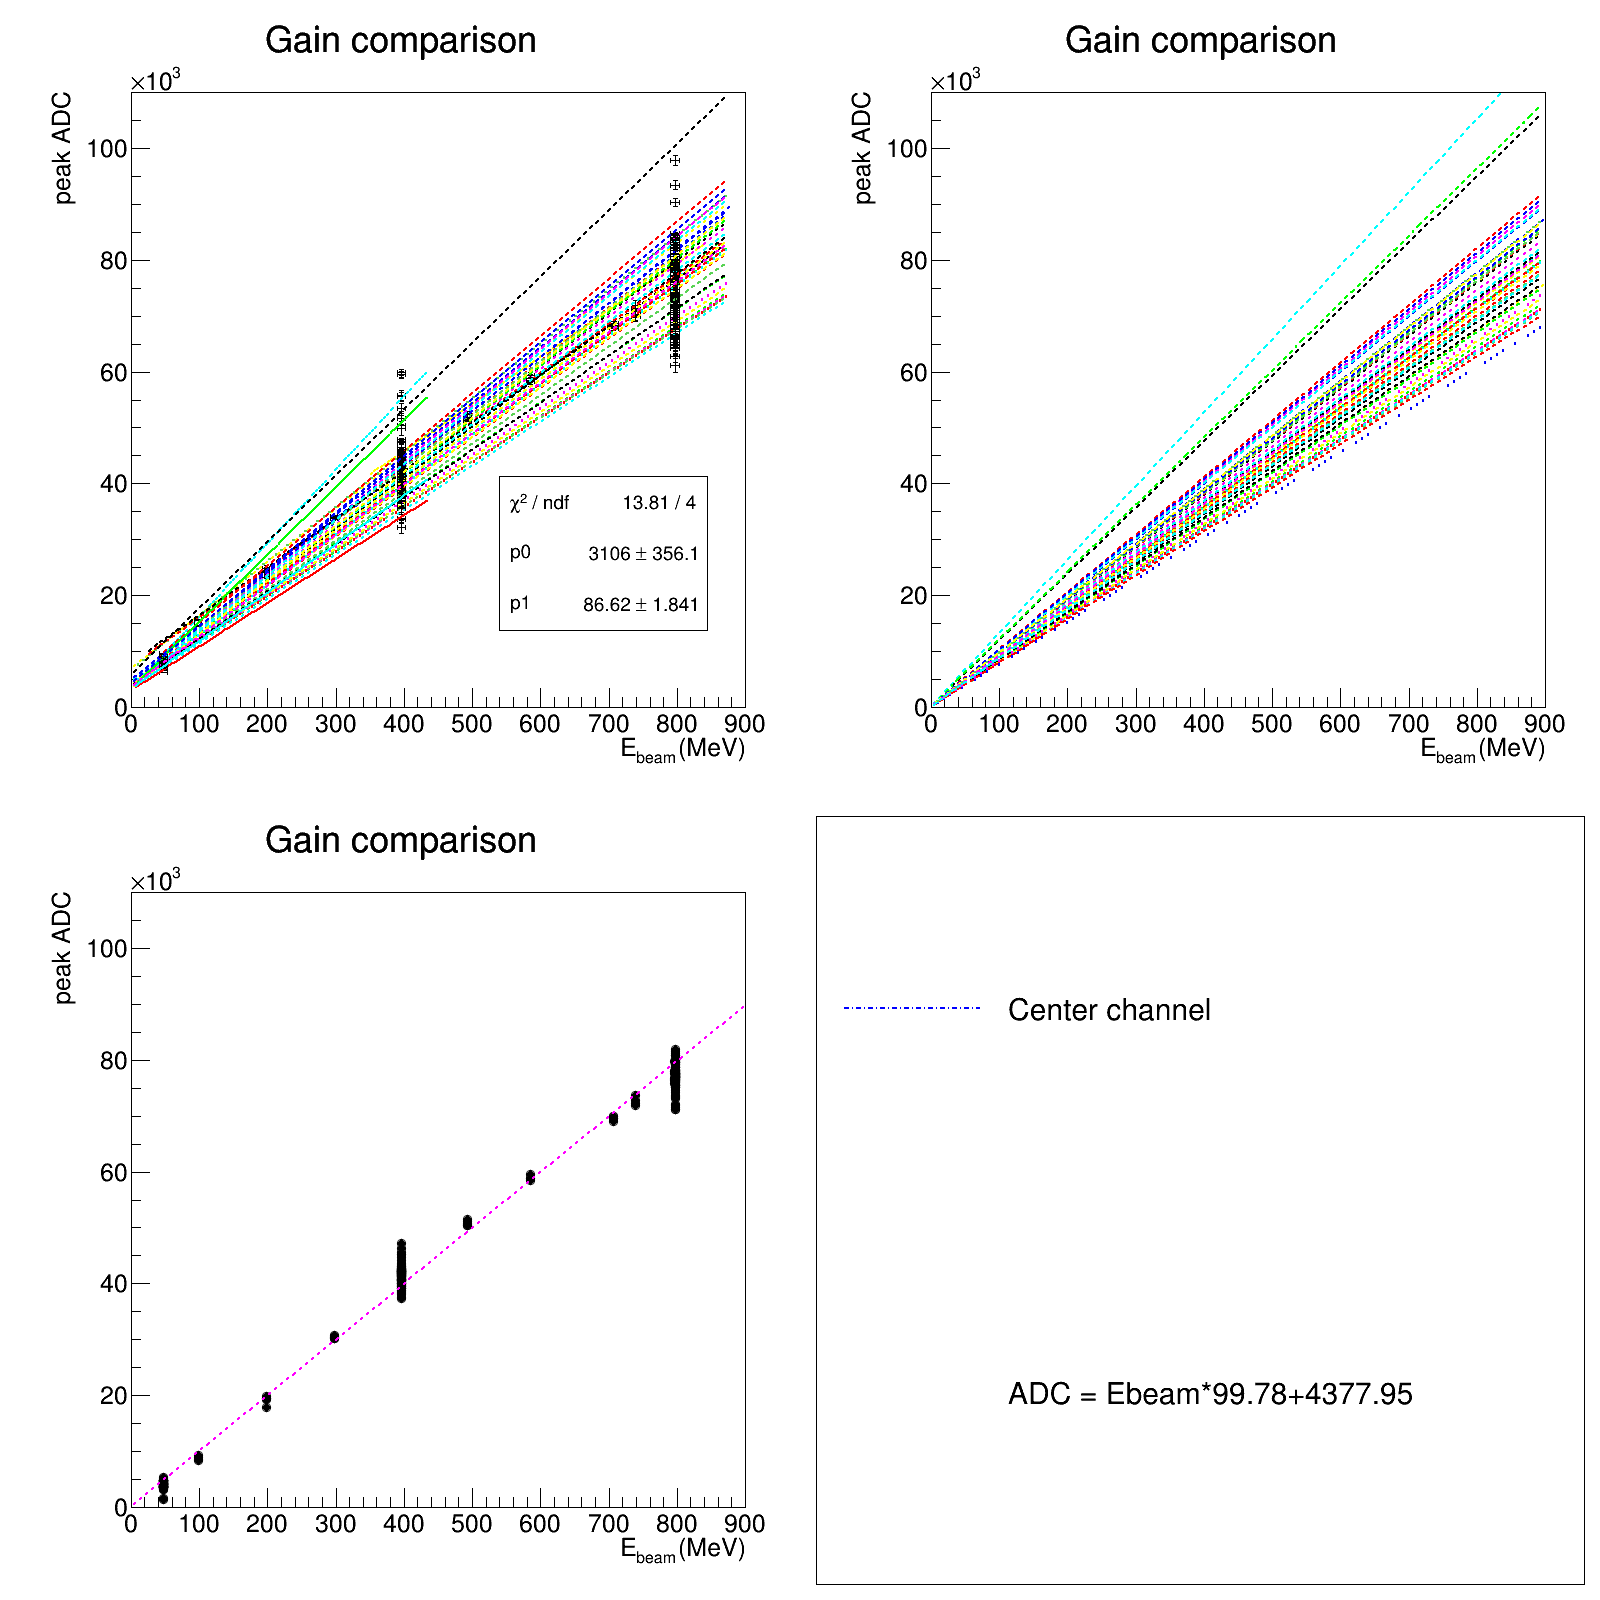 Gain comparison
×10³
peak ADC
100
80
60
40
20
0
0 100 200 300 400 500 600 700 800 900
E_beam (MeV)
χ² / ndf 13.81 / 4
p0 3106 ± 356.1
p1 86.62 ± 1.841
Gain comparison
×10³
peak ADC
100
80
60
40
20
0
0 100 200 300 400 500 600 700 800 900
E_beam (MeV)
Gain comparison
×10³
peak ADC
100
80
60
40
20
0
0 100 200 300 400 500 600 700 800 900
E_beam (MeV)
Center channel
ADC = Ebeam*99.78+4377.95